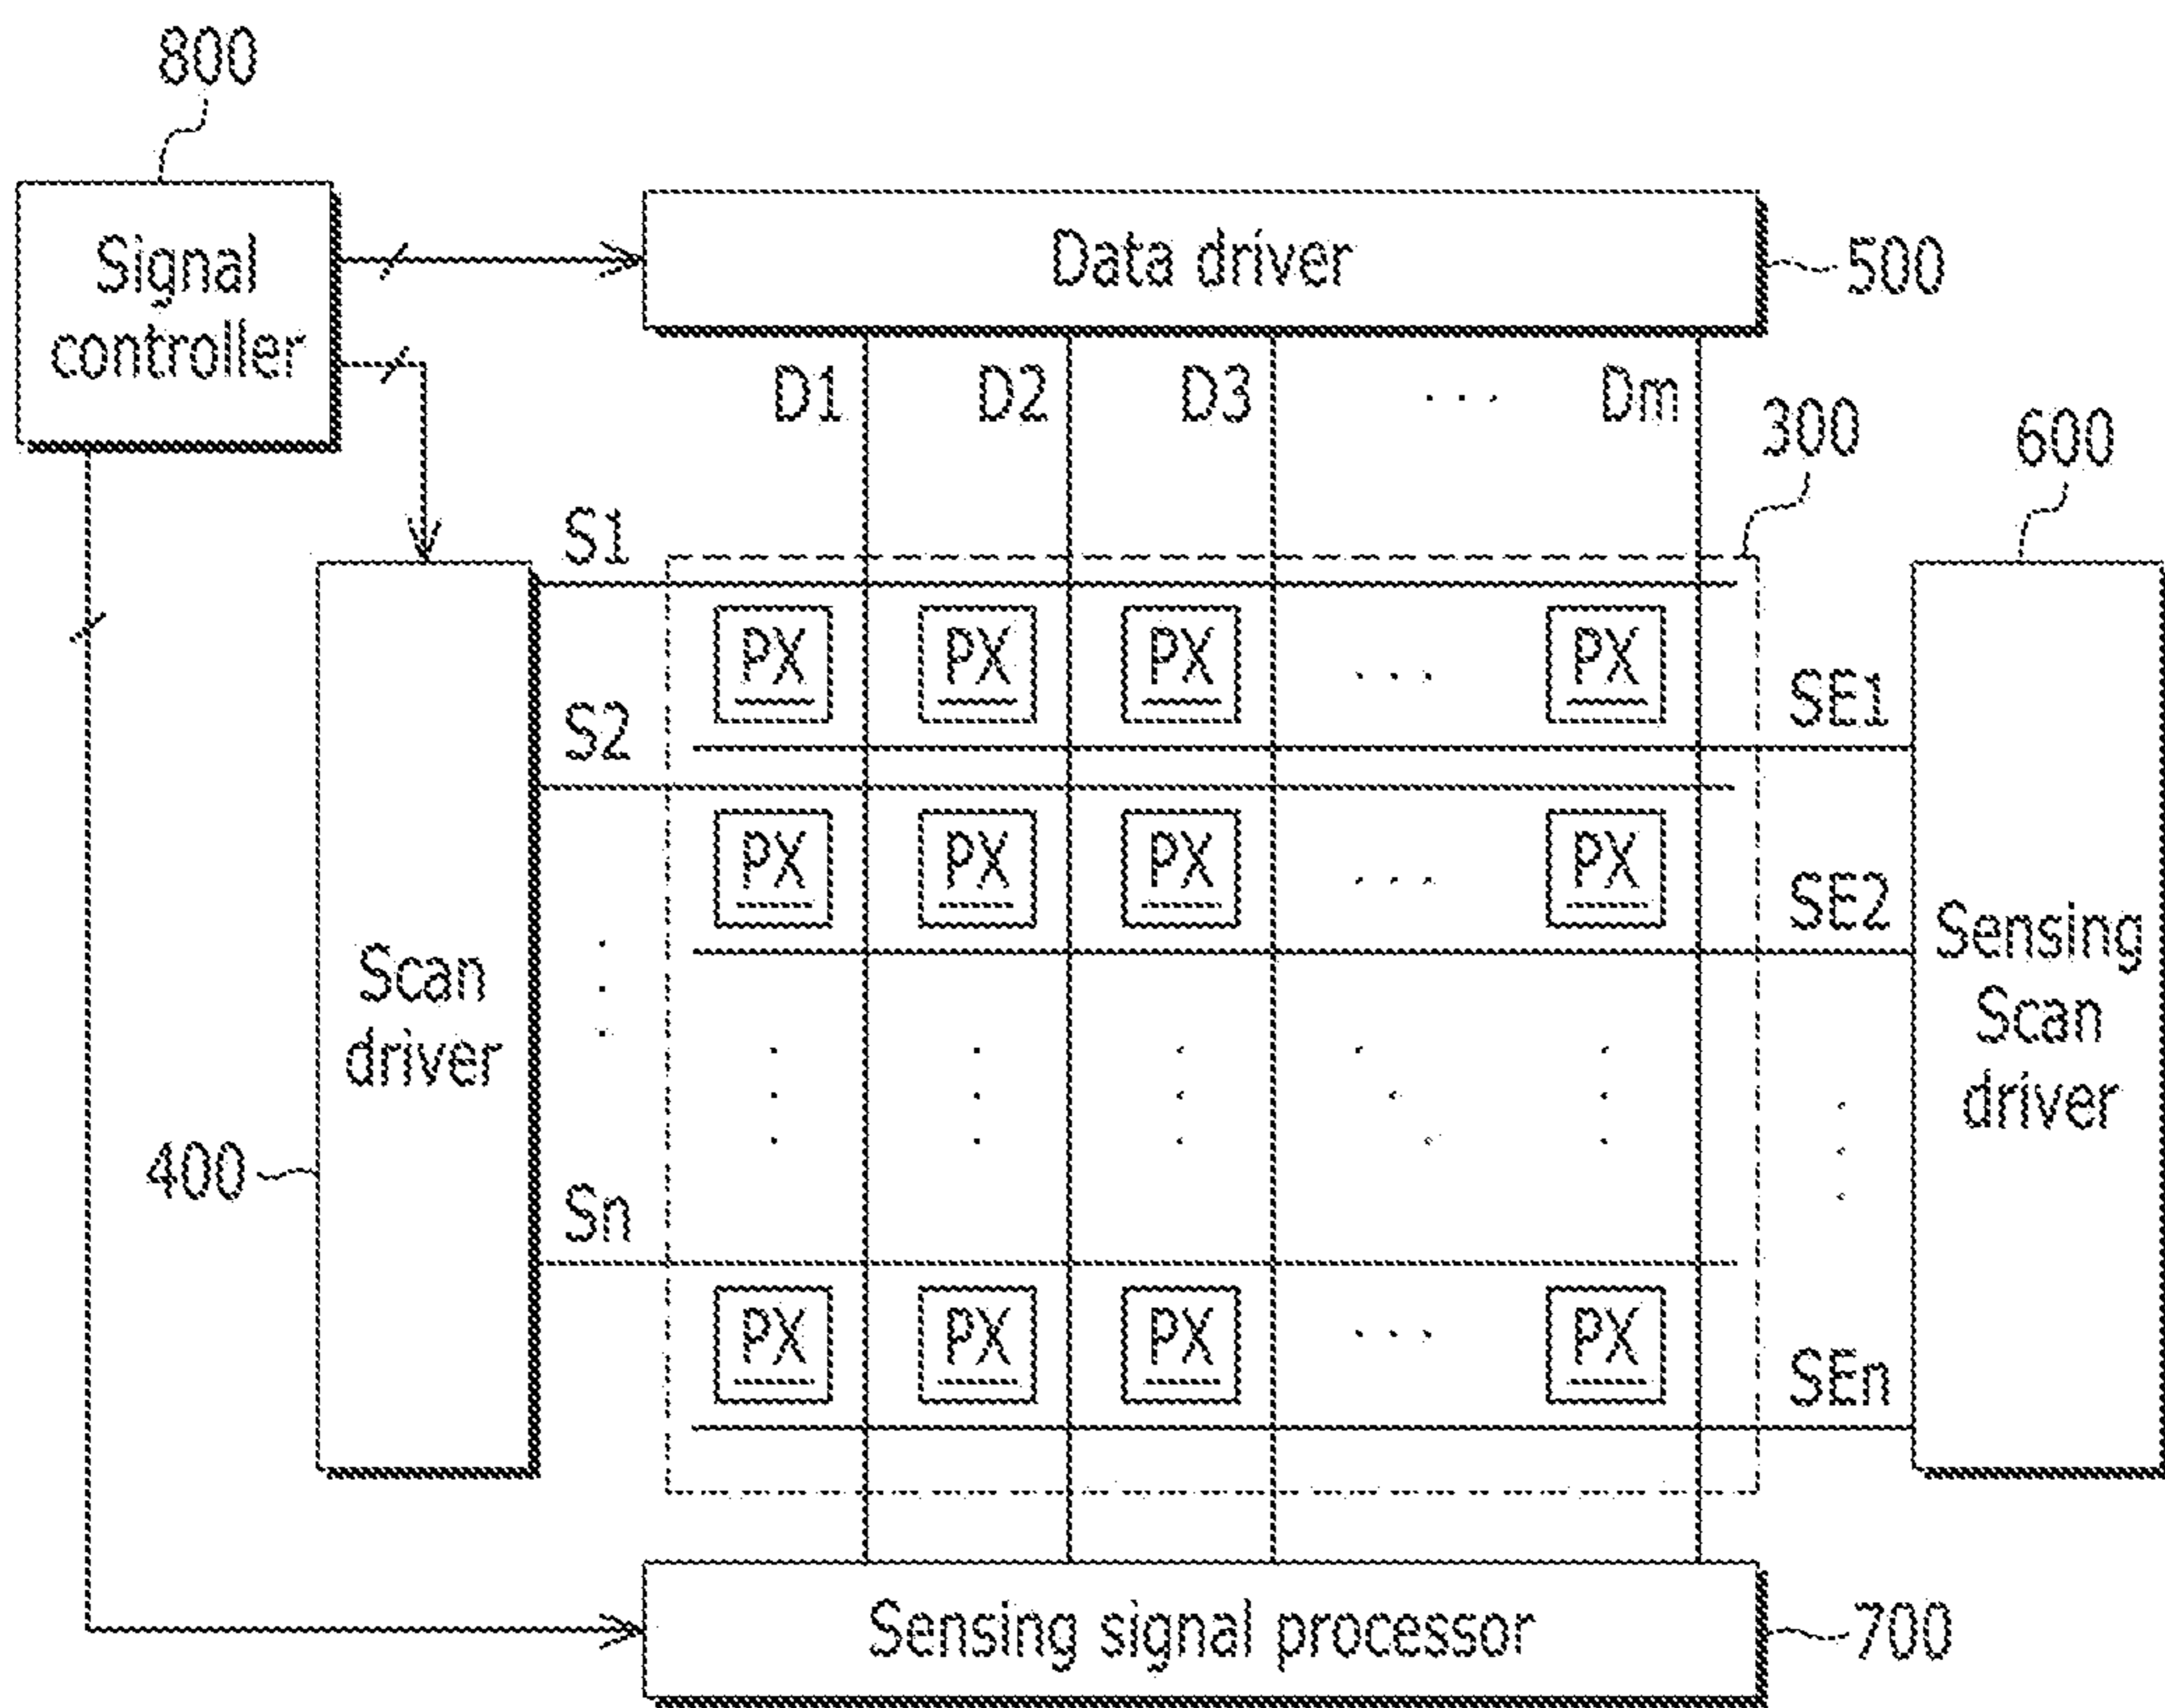 800
Signal
controller
Data driver
500
D1 D2 D3 ... Dm
300
600
S1
PX PX PX ... PX
SE1
S2
PX PX PX ... PX
SE2
Scan
driver
Sensing
Scan
driver
400
Sn
PX PX PX ... PX
SEn
Sensing signal processor
700